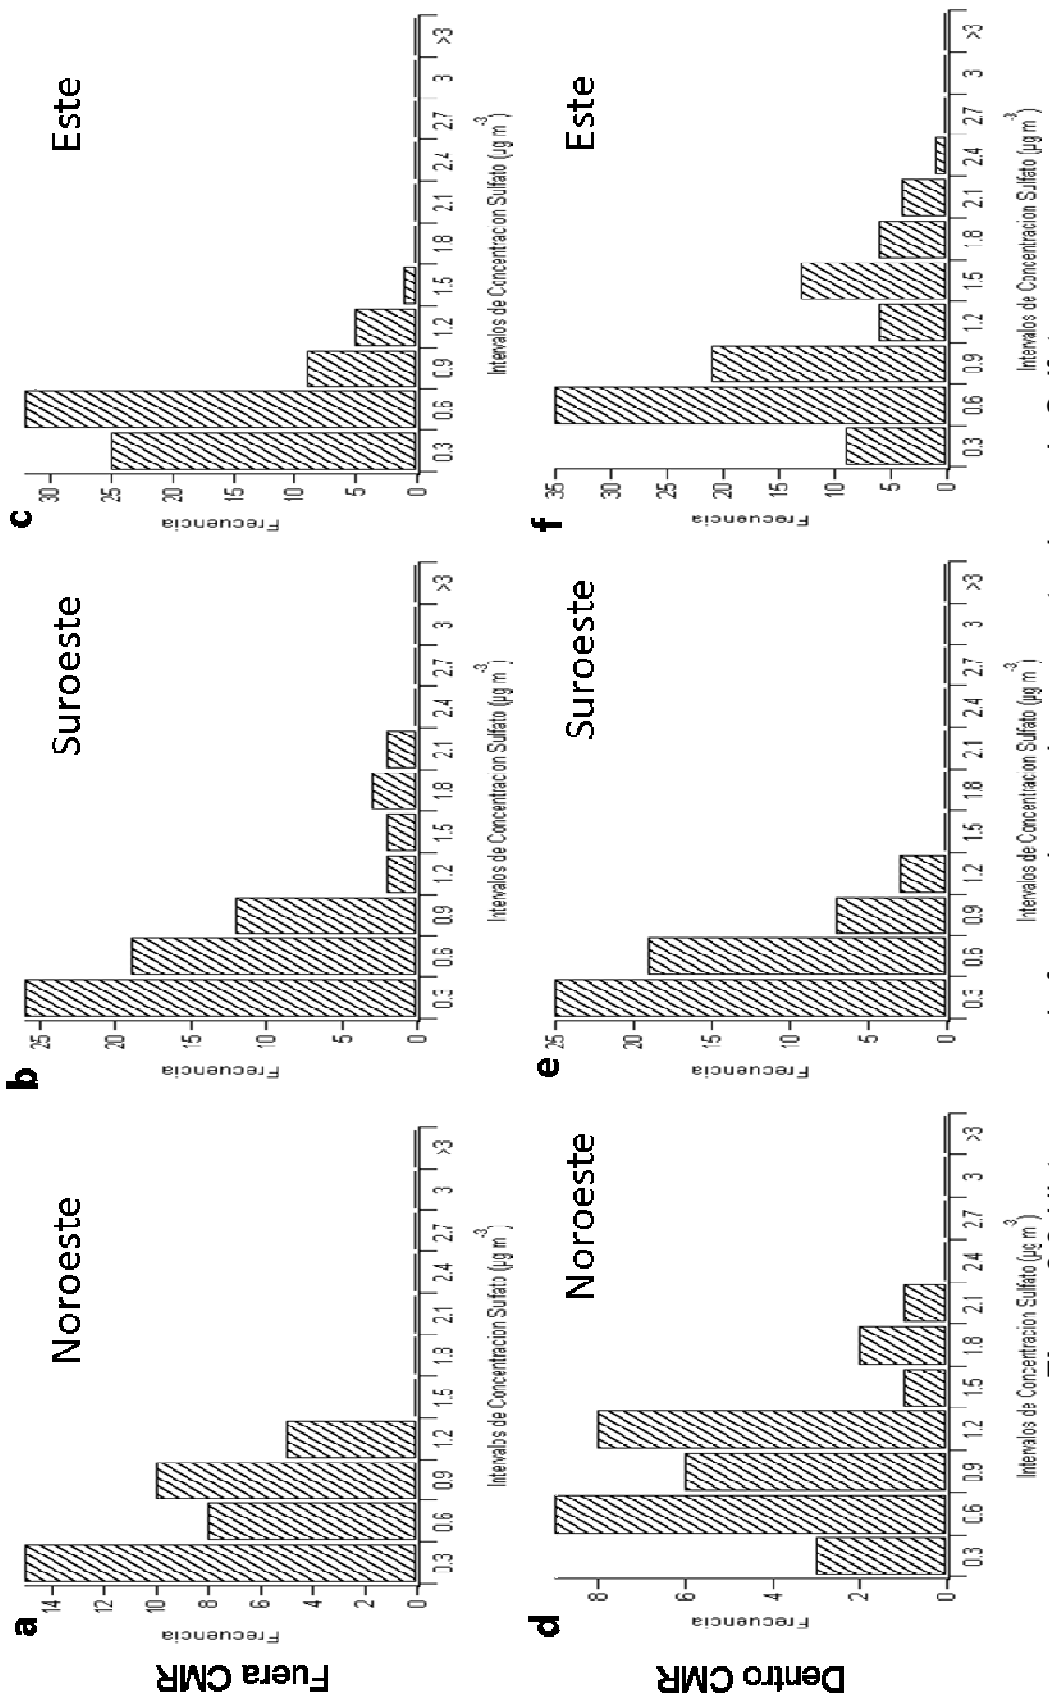 Fuera CMR
a
Noroeste
Frecuencia
14
12
10
8
6
4
2
0
0.3 0.6 0.9 1.2 1.5 1.8 2.1 2.4 2.7 3 >3
Intervalos de Concentracion Sulfato (µg m-3)
b
Suroeste
Frecuencia
25
20
15
10
5
0
0.3 0.6 0.9 1.2 1.5 1.8 2.1 2.4 2.7 3 >3
Intervalos de Concentracion Sulfato (µg m-3)
c
Este
Frecuencia
30
25
20
15
10
5
0
0.3 0.6 0.9 1.2 1.5 1.8 2.1 2.4 2.7 3 >3
Intervalos de Concentracion Sulfato (µg m-3)
Dentro CMR
d
Noroeste
Frecuencia
8
6
4
2
0
0.3 0.6 0.9 1.2 1.5 1.8 2.1 2.4 2.7 3 >3
Intervalos de Concentracion Sulfato (µg m-3)
e
Suroeste
Frecuencia
25
20
15
10
5
0
0.3 0.6 0.9 1.2 1.5 1.8 2.1 2.4 2.7 3 >3
Intervalos de Concentracion Sulfato (µg m-3)
f
Este
Frecuencia
35
30
25
20
15
10
5
0
0.3 0.6 0.9 1.2 1.5 1.8 2.1 2.4 2.7 3 >3
Intervalos de Concentracion Sulfato (µg m-3)